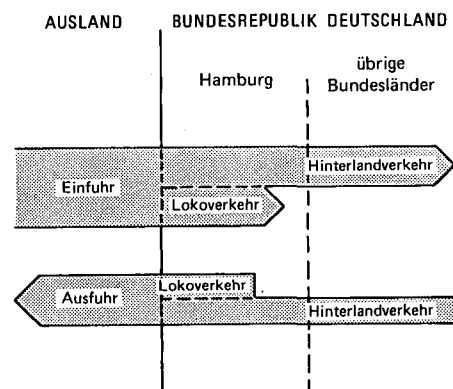 AUSLAND
BUNDESREPUBLIK DEUTSCHLAND
Hamburg
übrige
Bundesländer
Hinterlandverkehr
Einfuhr
Lokoverkehr
Lokoverkehr
Ausfuhr
Hinterlandverkehr